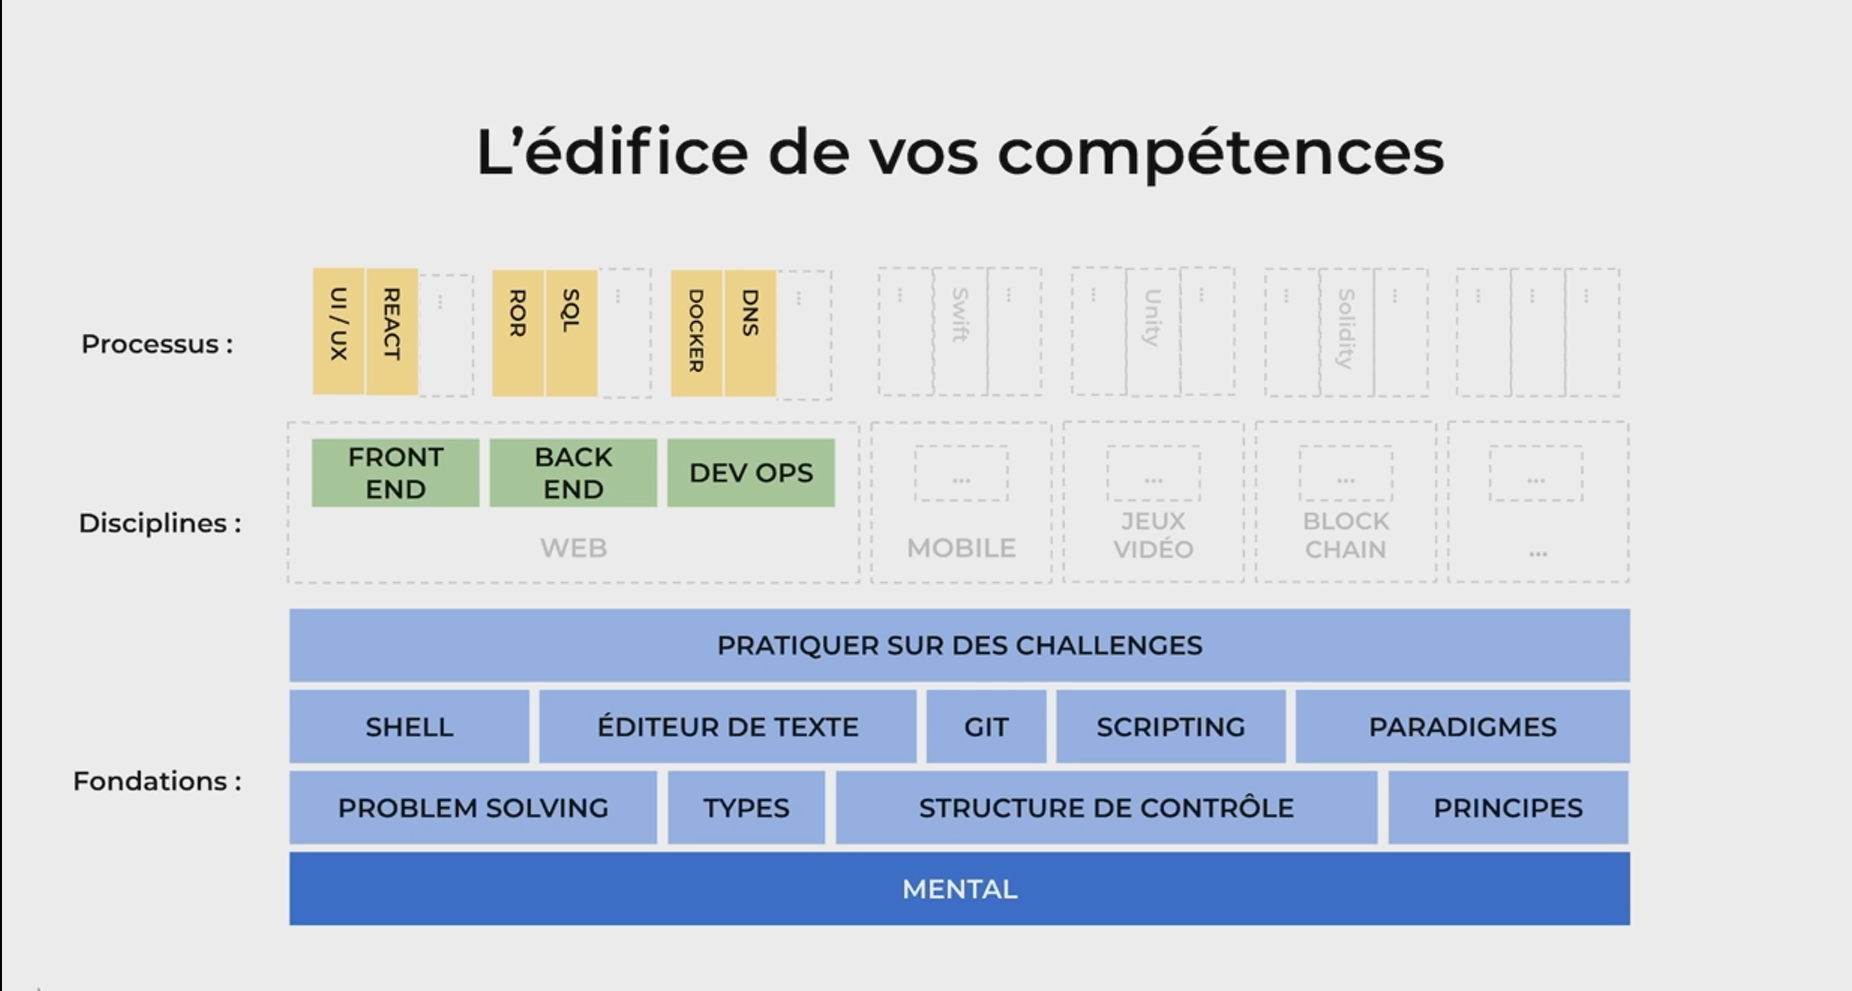 L'édifice de vos compétences
Processus :
UI / UX
REACT
...
ROR
SQL
...
DOCKER
DNS
...
...
Swift
...
...
Unity
...
...
Solidity
...
...
...
...
Disciplines :
FRONT
END
BACK
END
DEV OPS
WEB
...
MOBILE
...
JEUX
VIDÉO
...
BLOCK
CHAIN
...
...
Fondations :
PRATIQUER SUR DES CHALLENGES
SHELL
ÉDITEUR DE TEXTE
GIT
SCRIPTING
PARADIGMES
PROBLEM SOLVING
TYPES
STRUCTURE DE CONTRÔLE
PRINCIPES
MENTAL